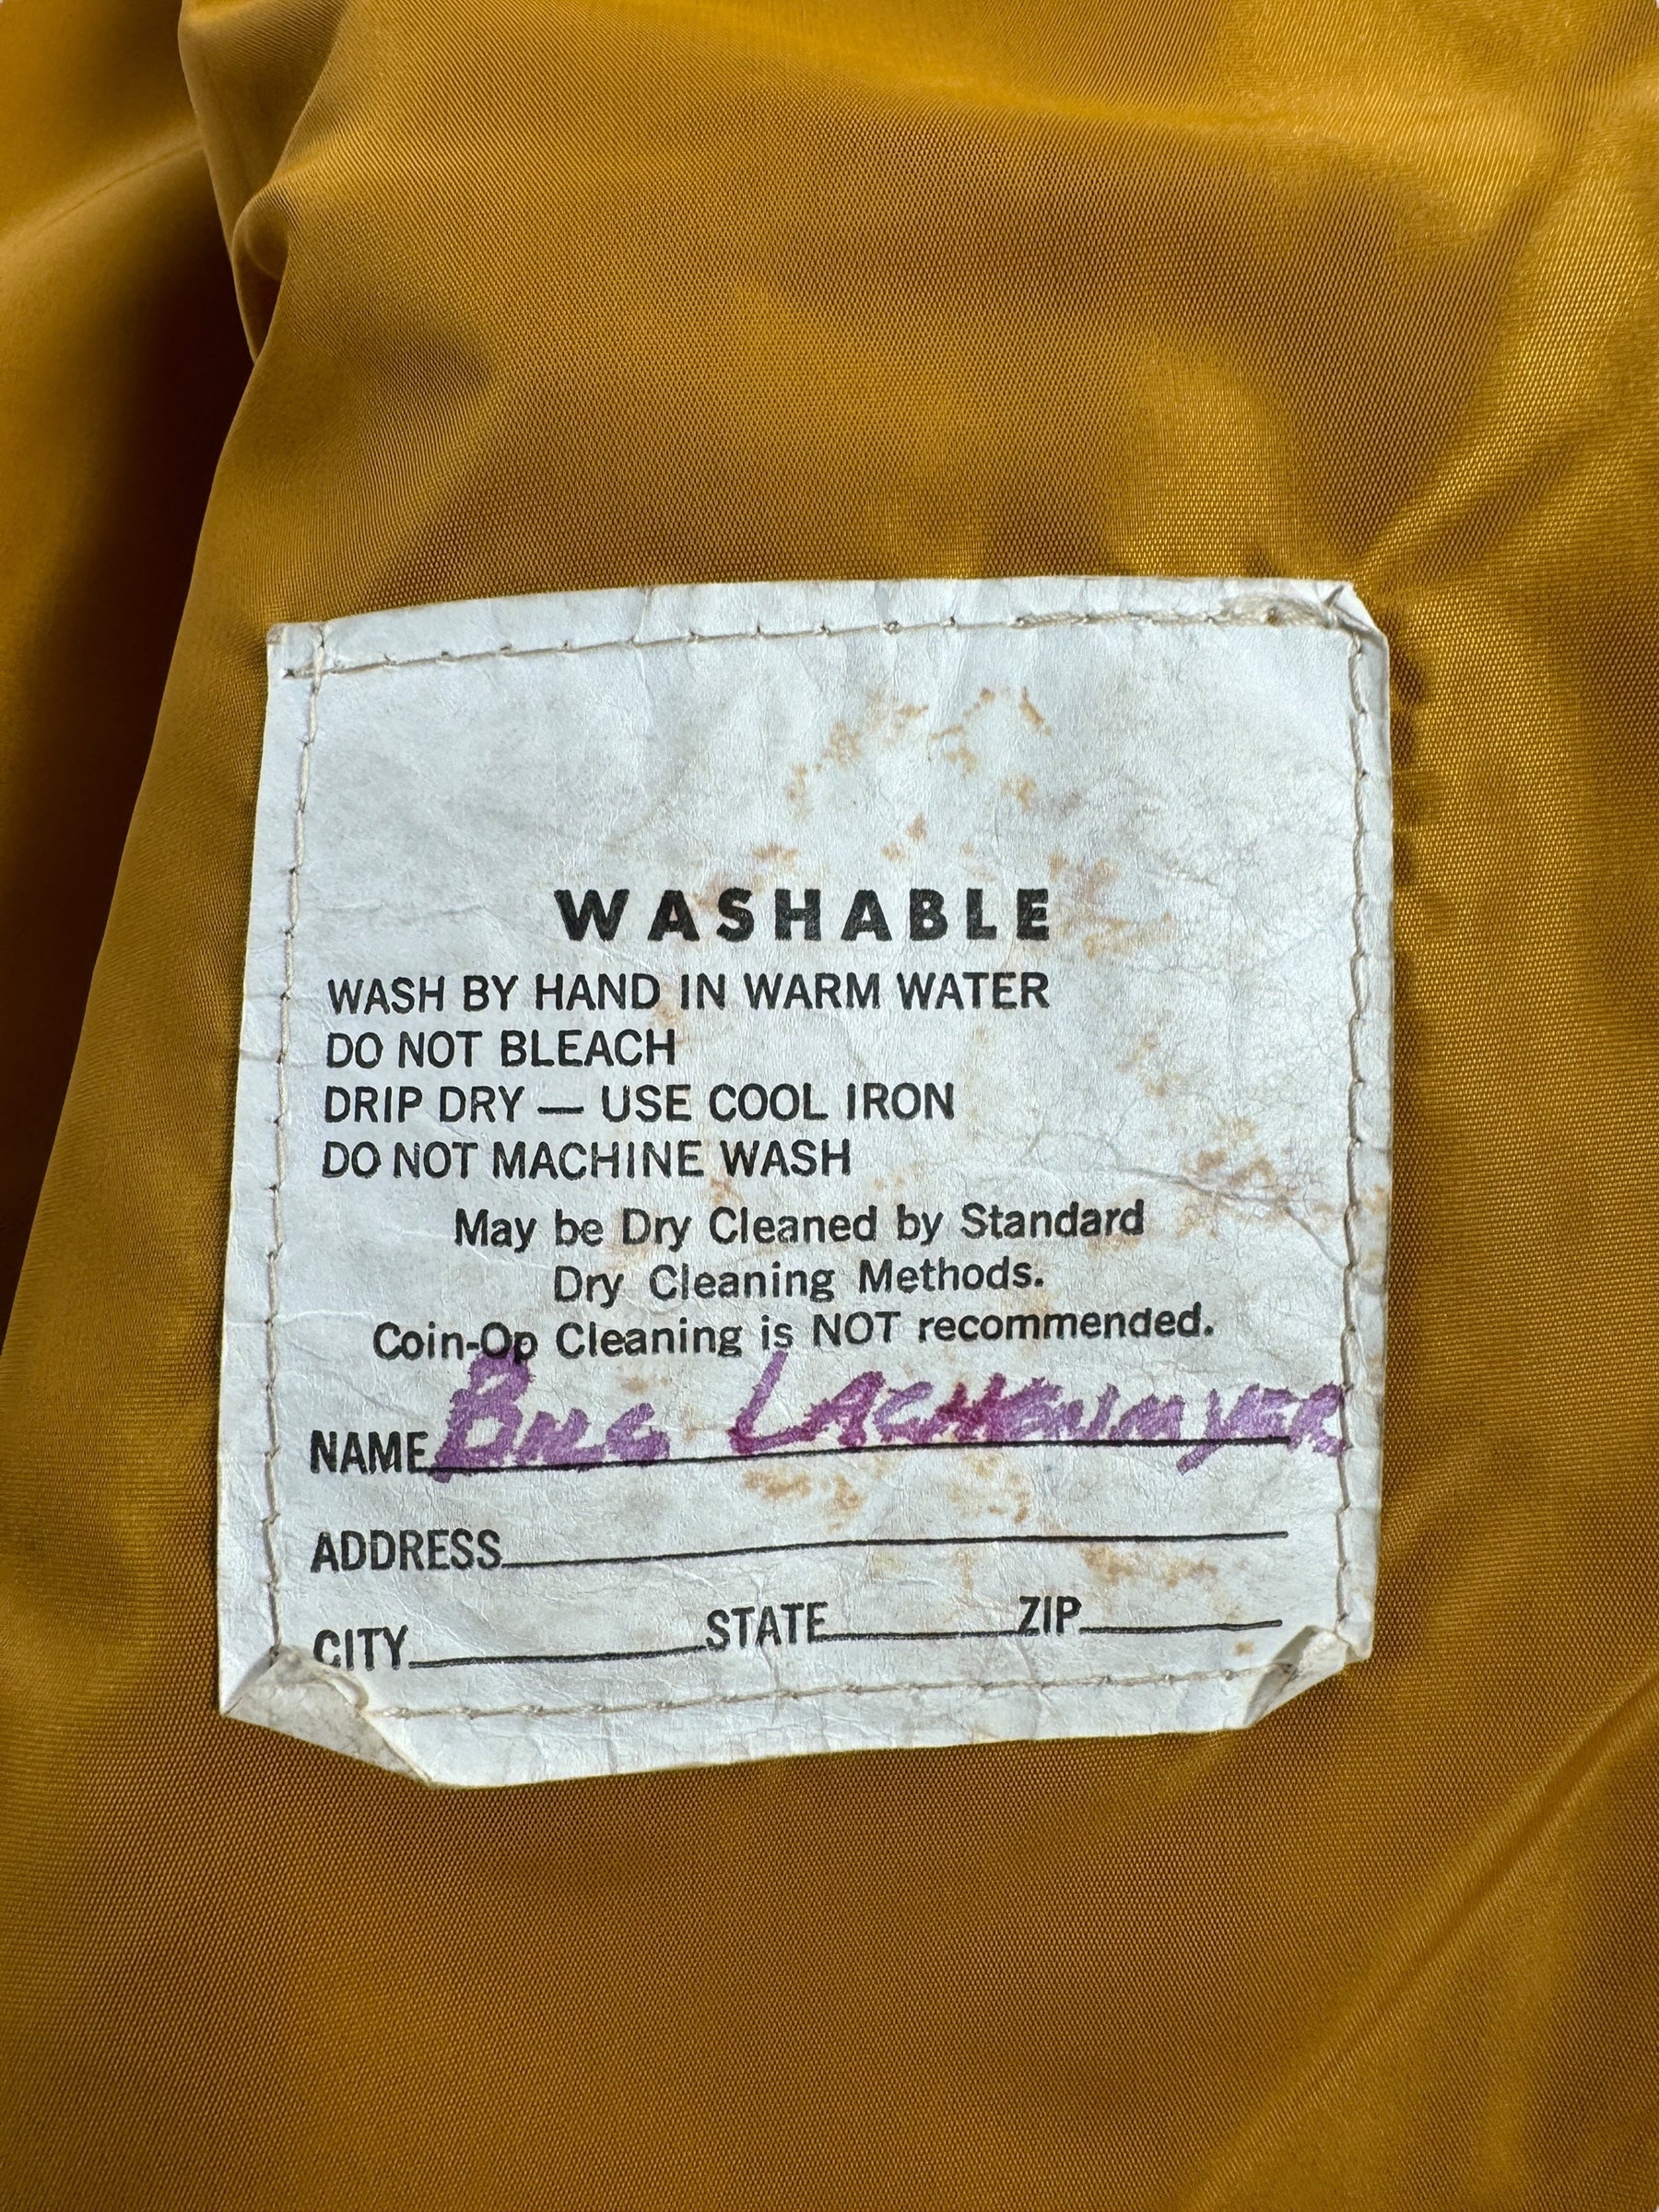 WASHABLE
WASH BY HAND IN WARM WATER
DO NOT BLEACH
DRIP DRY — USE COOL IRON
DO NOT MACHINE WASH
May be Dry Cleaned by Standard
Dry Cleaning Methods.
Coin-Op Cleaning is NOT recommended.
NAME BILL LACHENMYER
ADDRESS
CITY STATE ZIP